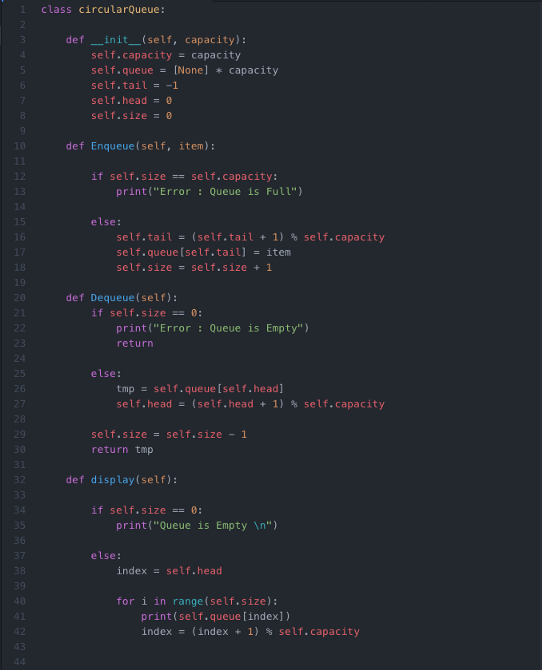 1 class circularQueue:
2
3     def __init__(self, capacity):
4         self.capacity = capacity
5         self.queue = [None] * capacity
6         self.tail = -1
7         self.head = 0
8         self.size = 0
9
10     def Enqueue(self, item):
11
12         if self.size == self.capacity:
13             print("Error : Queue is Full")
14
15         else:
16             self.tail = (self.tail + 1) % self.capacity
17             self.queue[self.tail] = item
18             self.size = self.size + 1
19
20     def Dequeue(self):
21         if self.size == 0:
22             print("Error : Queue is Empty")
23             return
24
25         else:
26             tmp = self.queue[self.head]
27             self.head = (self.head + 1) % self.capacity
28
29         self.size = self.size - 1
30         return tmp
31
32     def display(self):
33
34         if self.size == 0:
35             print("Queue is Empty \n")
36
37         else:
38             index = self.head
39
40             for i in range(self.size):
41                 print(self.queue[index])
42                 index = (index + 1) % self.capacity
43
44